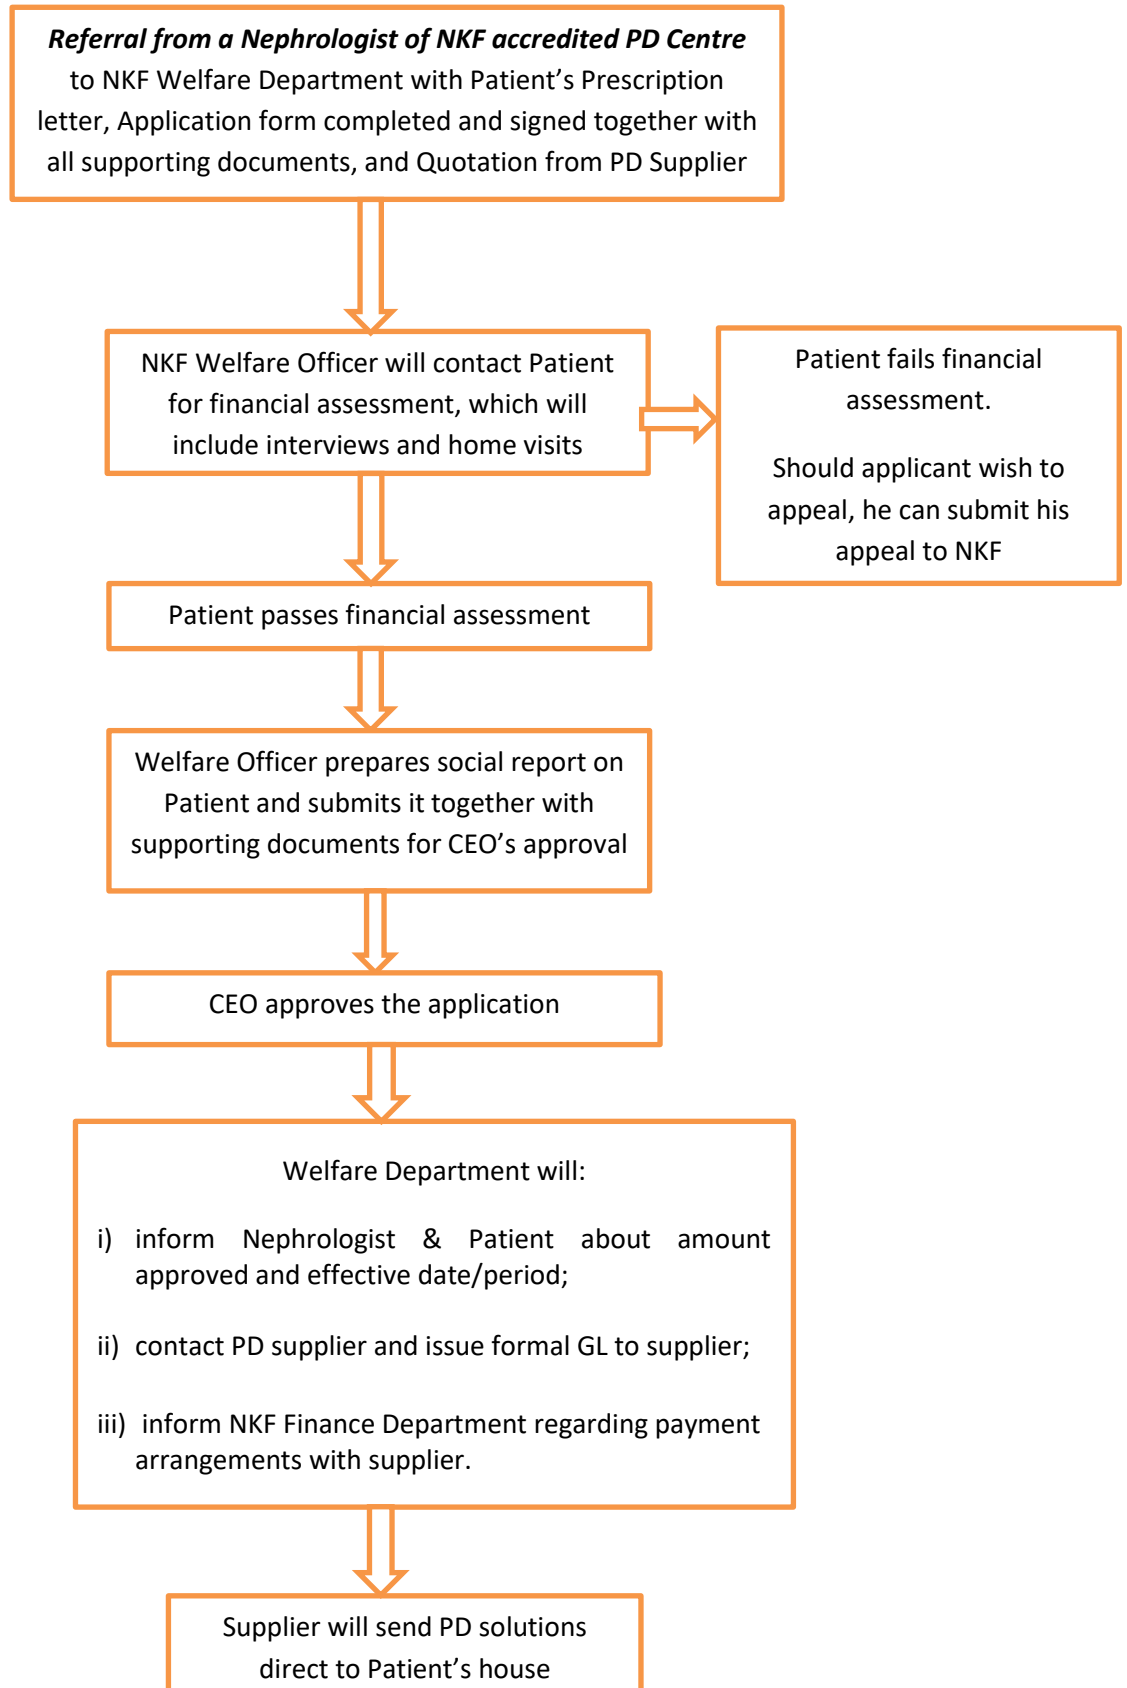 Referral from a Nephrologist of NKF accredited PD Centre
to NKF Welfare Department with Patient’s Prescription
letter, Application form completed and signed together with
all supporting documents, and Quotation from PD Supplier
NKF Welfare Officer will contact Patient
for financial assessment, which will
include interviews and home visits
Patient fails financial
assessment.
Should applicant wish to
appeal, he can submit his
appeal to NKF
Patient passes financial assessment
Welfare Officer prepares social report on
Patient and submits it together with
supporting documents for CEO’s approval
CEO approves the application
Welfare Department will:
i) inform Nephrologist & Patient about amount
approved and effective date/period;
ii) contact PD supplier and issue formal GL to supplier;
iii) inform NKF Finance Department regarding payment
arrangements with supplier.
Supplier will send PD solutions
direct to Patient’s house